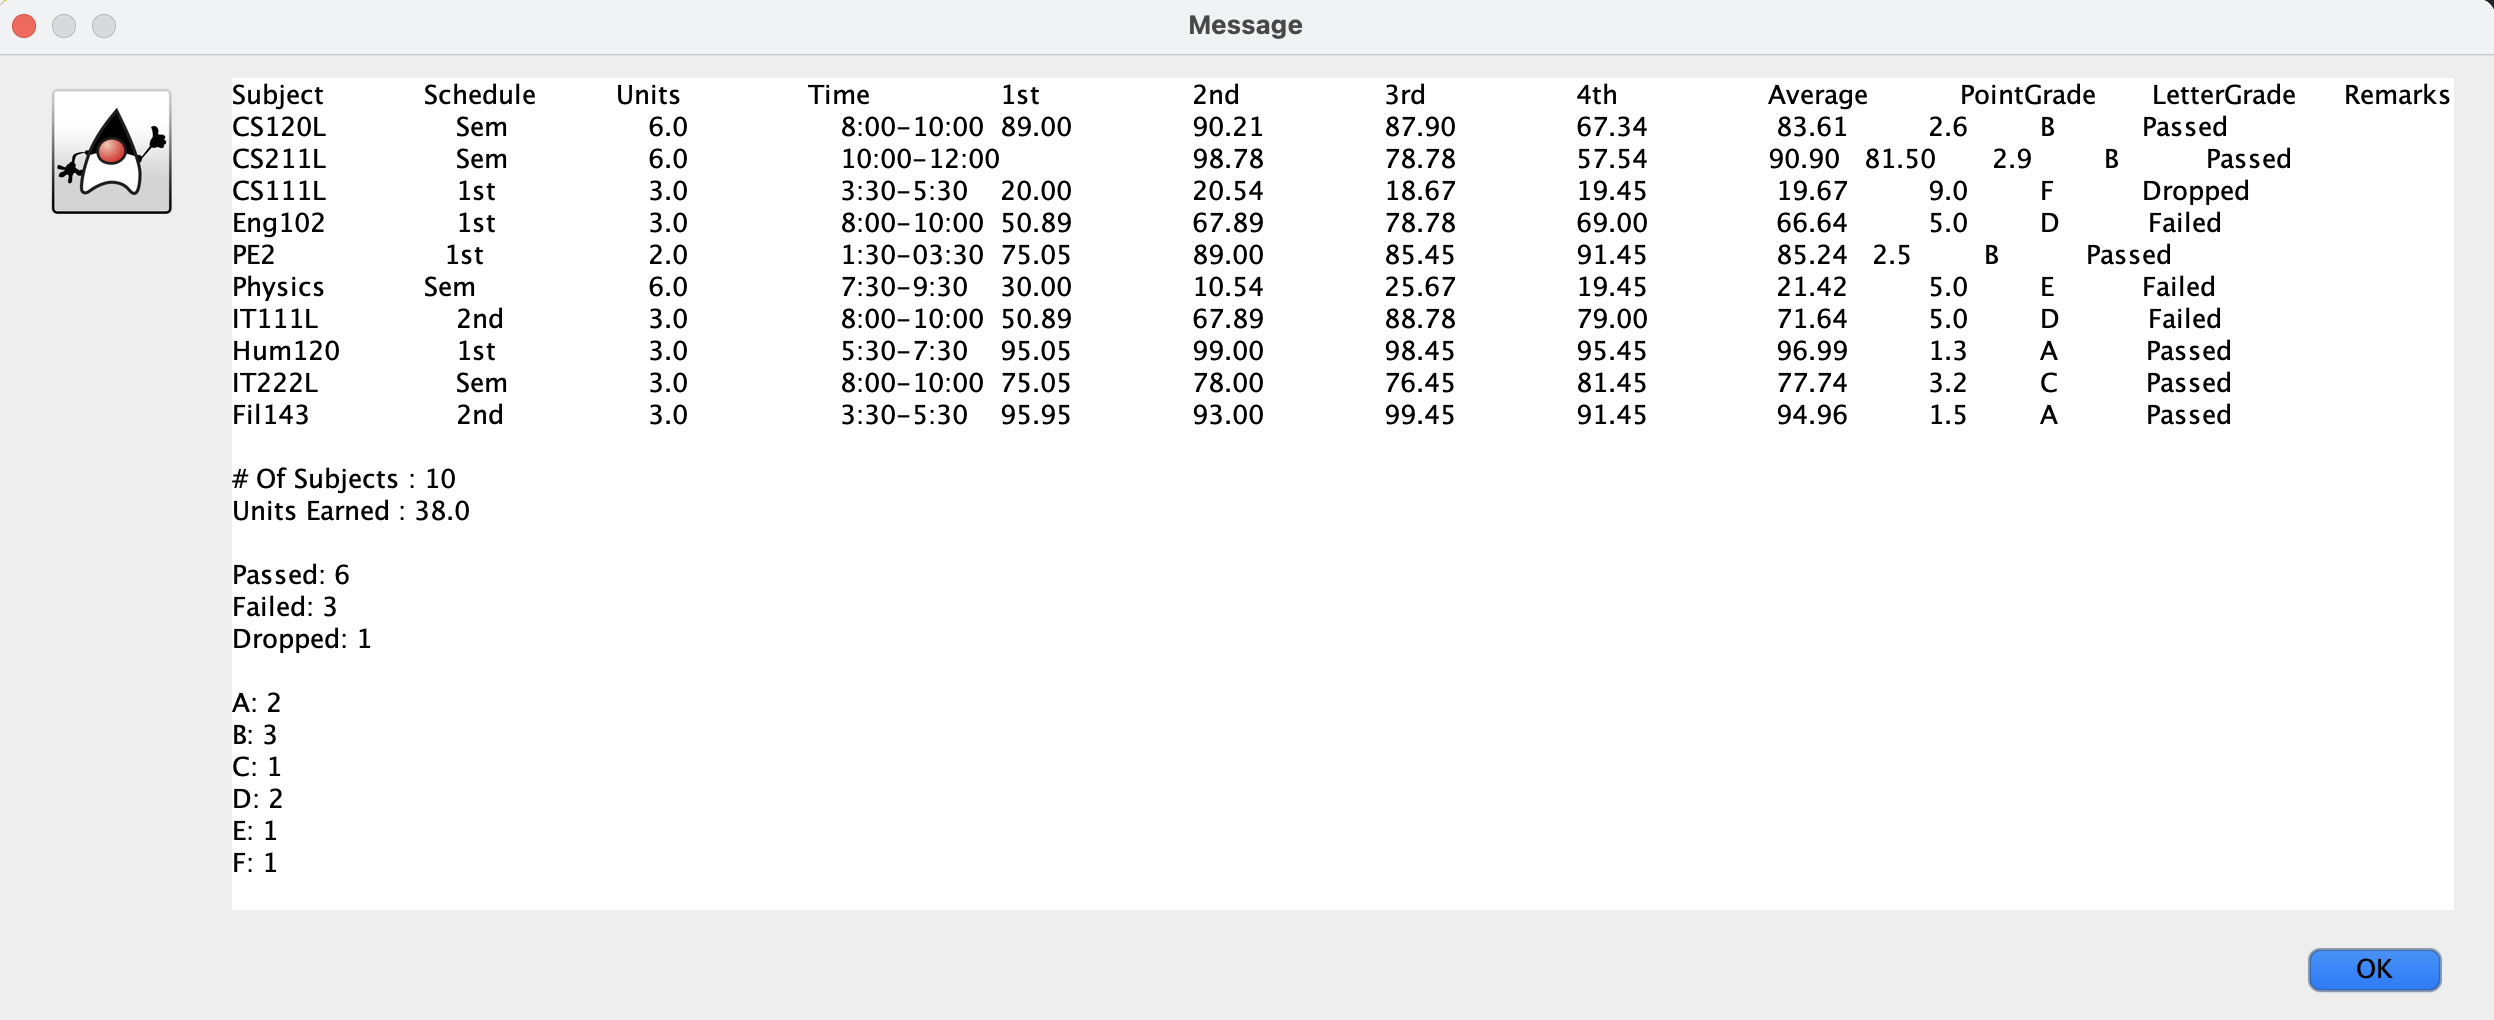 Message
Subject Schedule Units Time 1st 2nd 3rd 4th Average PointGrade LetterGrade Remarks
CS120L Sem 6.0 8:00-10:00 89.00 90.21 87.90 67.34 83.61 2.6 B Passed
CS211L Sem 6.0 10:00-12:00 98.78 78.78 57.54 90.90 81.50 2.9 B Passed
CS111L 1st 3.0 3:30-5:30 20.00 20.54 18.67 19.45 19.67 9.0 F Dropped
Eng102 1st 3.0 8:00-10:00 50.89 67.89 78.78 69.00 66.64 5.0 D Failed
PE2 1st 2.0 1:30-03:30 75.05 89.00 85.45 91.45 85.24 2.5 B Passed
Physics Sem 6.0 7:30-9:30 30.00 10.54 25.67 19.45 21.42 5.0 E Failed
IT111L 2nd 3.0 8:00-10:00 50.89 67.89 88.78 79.00 71.64 5.0 D Failed
Hum120 1st 3.0 5:30-7:30 95.05 99.00 98.45 95.45 96.99 1.3 A Passed
IT222L Sem 3.0 8:00-10:00 75.05 78.00 76.45 81.45 77.74 3.2 C Passed
Fil143 2nd 3.0 3:30-5:30 95.95 93.00 99.45 91.45 94.96 1.5 A Passed
# Of Subjects : 10
Units Earned : 38.0
Passed: 6
Failed: 3
Dropped: 1
A: 2
B: 3
C: 1
D: 2
E: 1
F: 1
OK